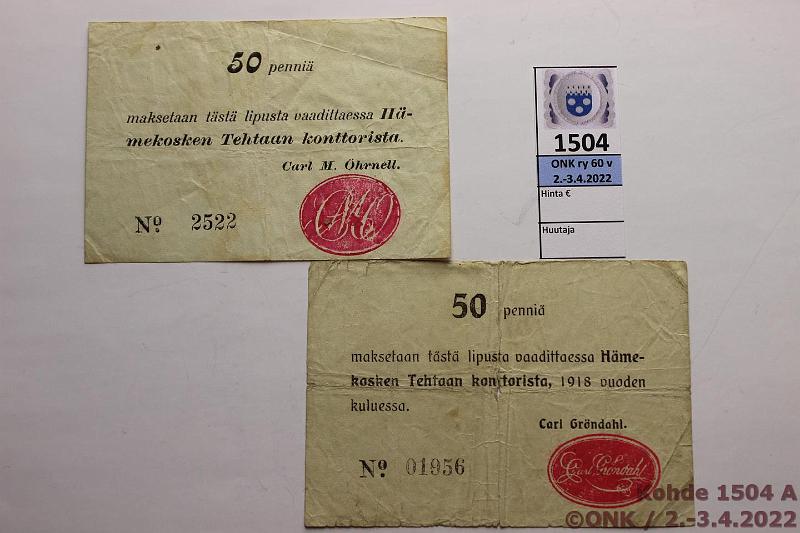 50 penniä
maksetaan tästä lipusta vaadittaessa Hä-
mekosken Tehtaan konttorista.
Carl M. Öhrnell.
Nº 2522
1504
ONK ry 60 v
2.-3.4.2022
Hinta €
Huutaja
50 penniä
maksetaan tästä lipusta vaadittaessa Häme-
kosken Tehtaan konttorista, 1918 vuoden
kuluessa.
Carl Gröndahl.
Nº 01956
Carl Gröndahl
Kohde 1504 A
©ONK / 2.-3.4.2022